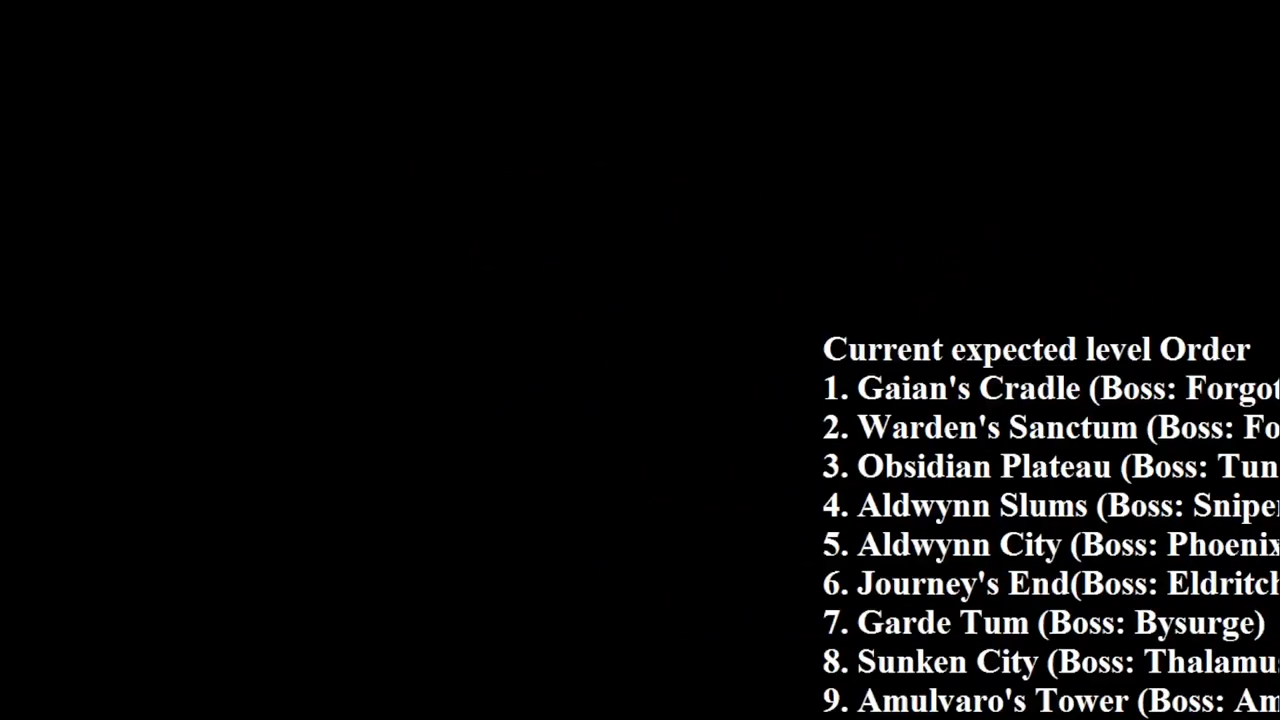 Current expected level Order
1. Gaian's Cradle (Boss: Forgot
2. Warden's Sanctum (Boss: Fo
3. Obsidian Plateau (Boss: Tun
4. Aldwynn Slums (Boss: Sniper
5. Aldwynn City (Boss: Phoenix
6. Journey's End(Boss: Eldritch
7. Garde Tum (Boss: Bysurge)
8. Sunken City (Boss: Thalamus
9. Amulvaro's Tower (Boss: Am